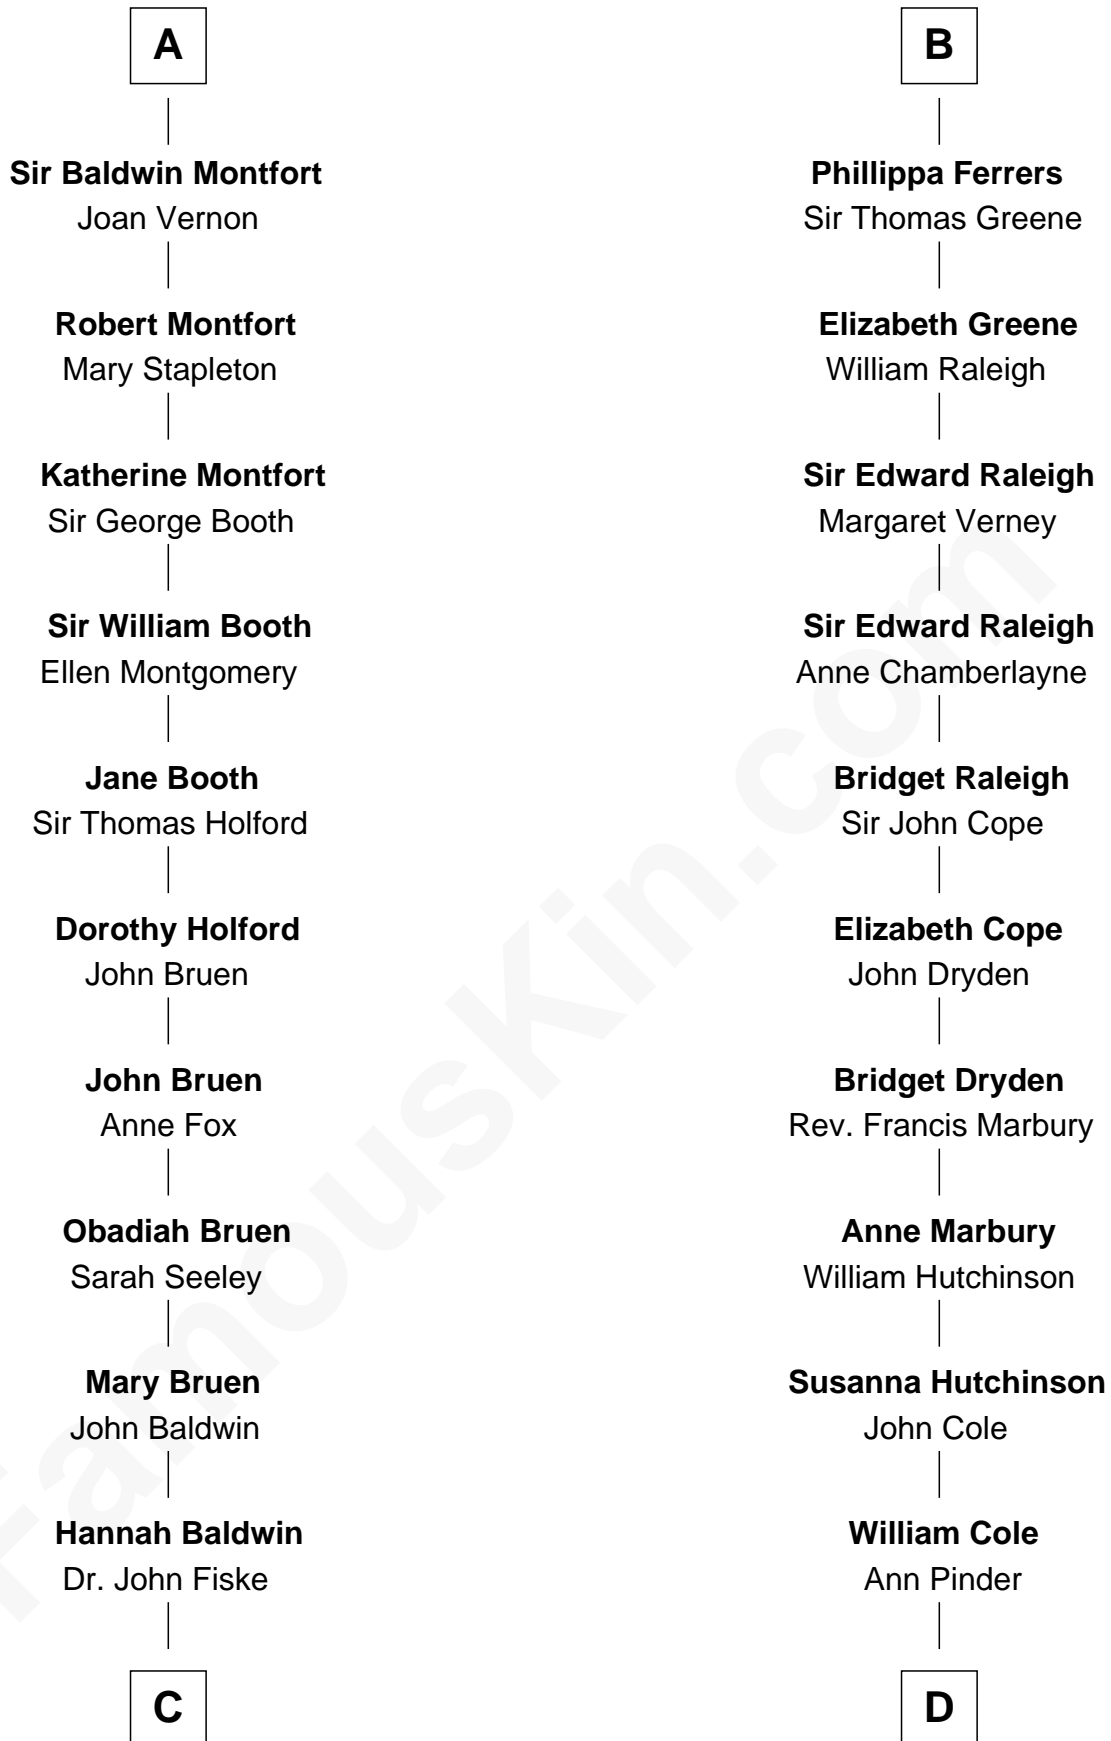 A
Sir Baldwin Montfort
Joan Vernon
Robert Montfort
Mary Stapleton
Katherine Montfort
Sir George Booth
Sir William Booth
Ellen Montgomery
Jane Booth
Sir Thomas Holford
Dorothy Holford
John Bruen
John Bruen
Anne Fox
Obadiah Bruen
Sarah Seeley
Mary Bruen
John Baldwin
Hannah Baldwin
Dr. John Fiske
C
B
Phillippa Ferrers
Sir Thomas Greene
Elizabeth Greene
William Raleigh
Sir Edward Raleigh
Margaret Verney
Sir Edward Raleigh
Anne Chamberlayne
Bridget Raleigh
Sir John Cope
Elizabeth Cope
John Dryden
Bridget Dryden
Rev. Francis Marbury
Anne Marbury
William Hutchinson
Susanna Hutchinson
John Cole
William Cole
Ann Pinder
D
FamousKin.com